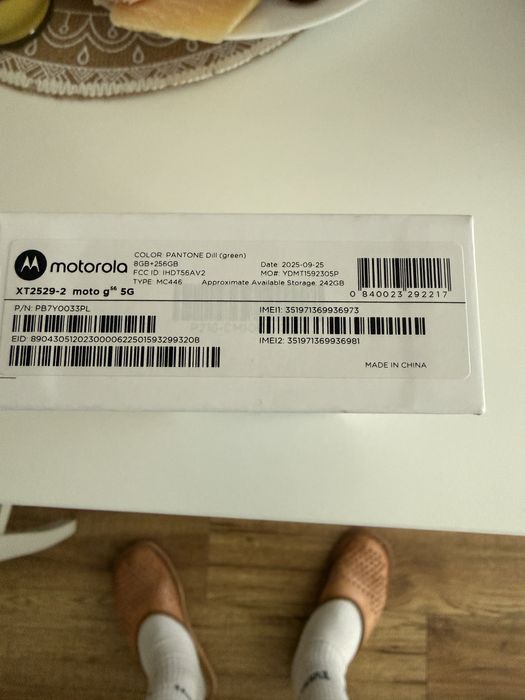 motorola
COLOR: PANTONE Dill (green)
8GB+256GB
FCC ID: IHDT56AV2
TYPE: MC446
Date: 2025-09-25
MO#: YDMT1592305P
Approximate Available Storage: 242GB
0 840023 292217
XT2529-2 moto g56 5G
P/N: PB7Y0033PL
EID: 89043051202300006225015932993208
IMEI1: 351971369936973
IMEI2: 351971369936981
MADE IN CHINA